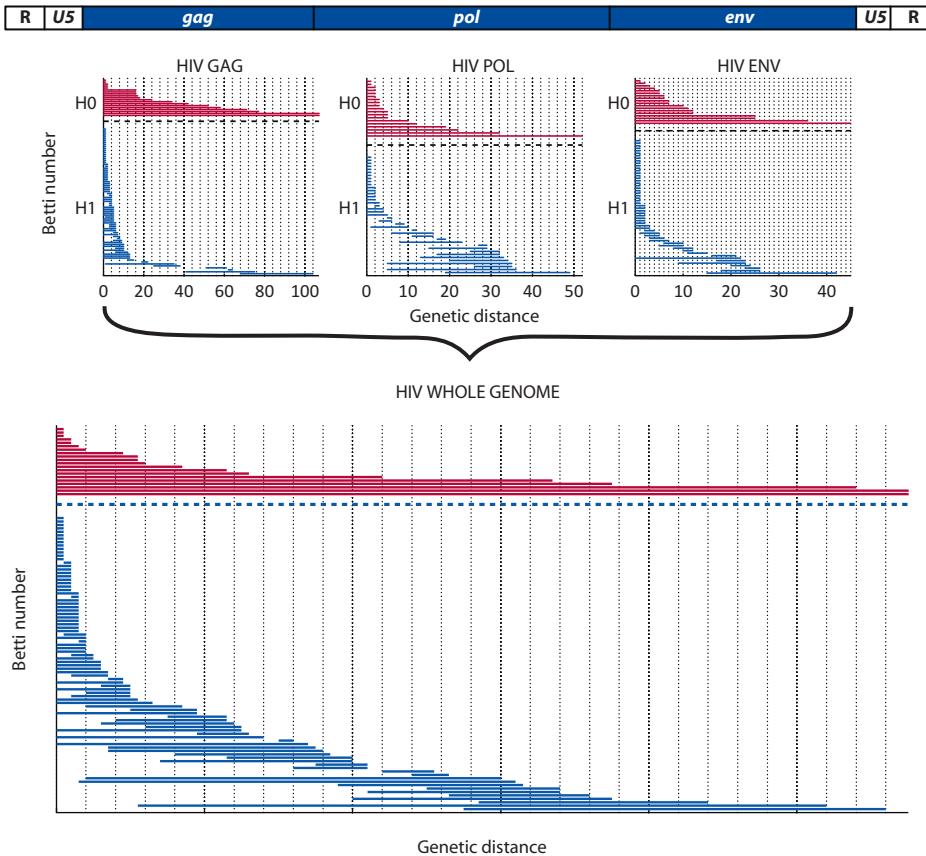 R U5 gag pol env U5 R
HIV GAG HIV POL HIV ENV
H0 H0 H0
Betti number
H1 H1 H1
0 20 40 60 80 100 0 10 20 30 40 50 0 10 20 30 40
Genetic distance
HIV WHOLE GENOME
Betti number
Genetic distance